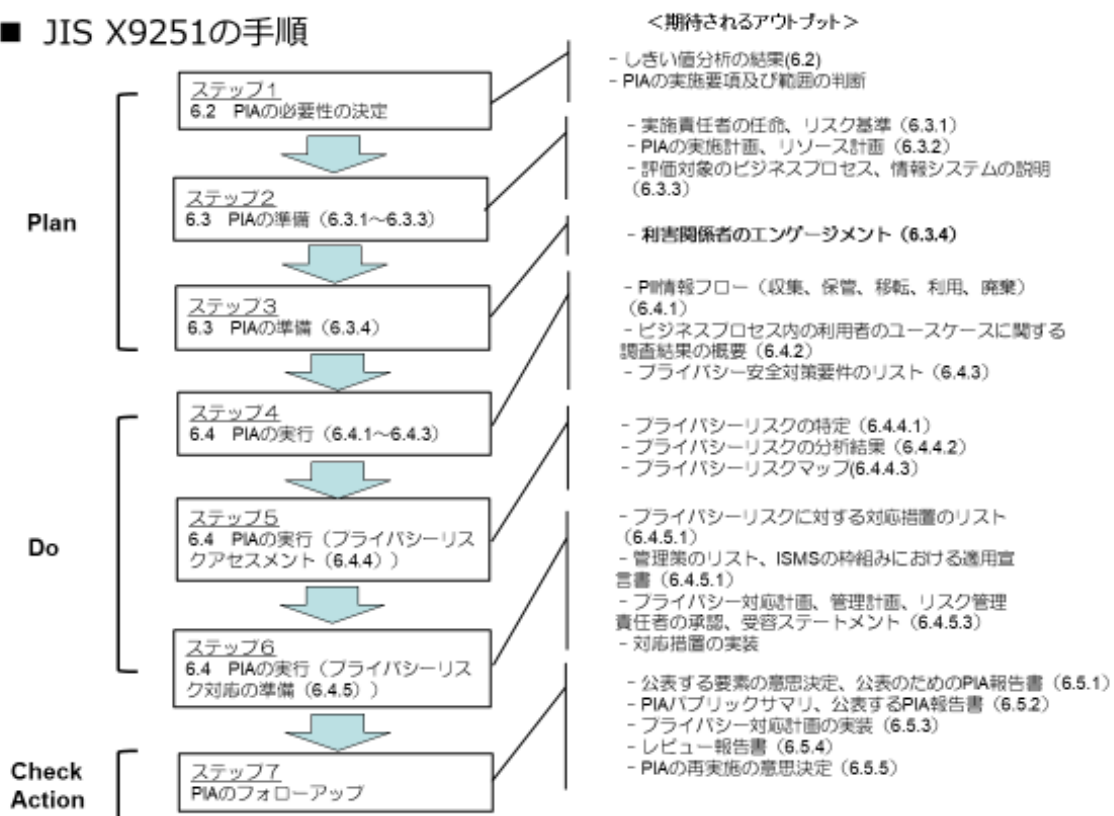 ■ JIS X9251の手順
<期待されるアウトプット>
Plan
Do
Check
Action
ステップ1
6.2 PIAの必要性の決定
ステップ2
6.3 PIAの準備（6.3.1～6.3.3）
ステップ3
6.3 PIAの準備（6.3.4）
ステップ4
6.4 PIAの実行（6.4.1～6.4.3）
ステップ5
6.4 PIAの実行（プライバシーリス
クアセスメント（6.4.4））
ステップ6
6.4 PIAの実行（プライバシーリス
ク対応の準備（6.4.5））
ステップ7
PIAのフォローアップ
- しきい値分析の結果(6.2)
- PIAの実施要項及び範囲の判断
- 実施責任者の任命、リスク基準（6.3.1）
- PIAの実施計画、リソース計画（6.3.2）
- 評価対象のビジネスプロセス、情報システムの説明
（6.3.3）
- 利害関係者のエンゲージメント（6.3.4）
- PII情報フロー（収集、保管、移転、利用、廃棄）
（6.4.1）
- ビジネスプロセス内の利用者のユースケースに関する
調査結果の概要（6.4.2）
- プライバシー安全対策要件のリスト（6.4.3）
- プライバシーリスクの特定（6.4.4.1）
- プライバシーリスクの分析結果（6.4.4.2）
- プライバシーリスクマップ(6.4.4.3）
- プライバシーリスクに対する対応措置のリスト
（6.4.5.1）
- 管理策のリスト、ISMSの枠組みにおける適用宣
言書（6.4.5.1）
- プライバシー対応計画、管理計画、リスク管理
責任者の承認、受容ステートメント（6.4.5.3）
- 対応措置の実装
- 公表する要素の意思決定、公表のためのPIA報告書（6.5.1）
- PIAパブリックサマリ、公表するPIA報告書（6.5.2）
- プライバシー対応計画の実装（6.5.3）
- レビュー報告書（6.5.4）
- PIAの再実施の意思決定（6.5.5）